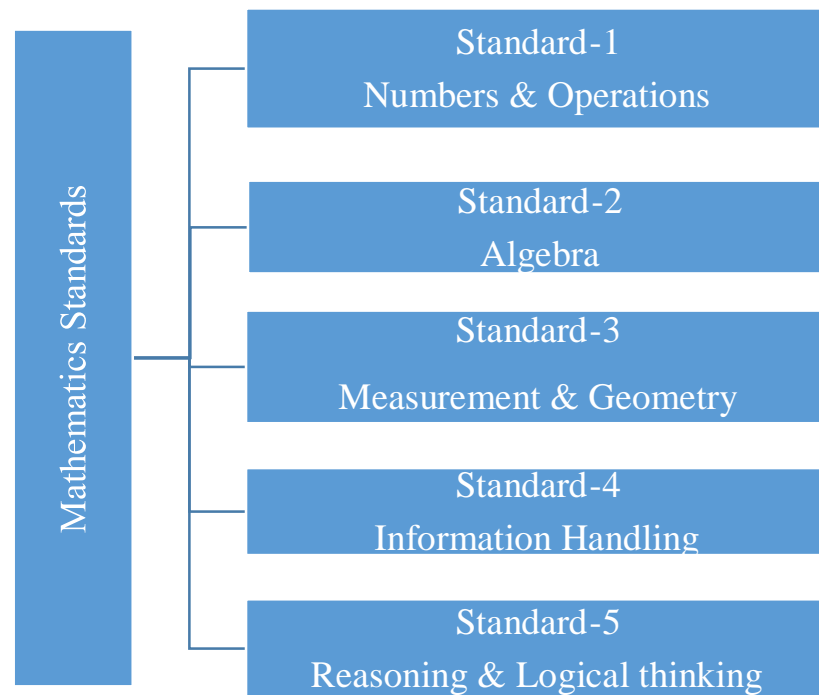 Mathematics Standards
Standard-1
Numbers & Operations
Standard-2
Algebra
Standard-3
Measurement & Geometry
Standard-4
Information Handling
Standard-5
Reasoning & Logical thinking